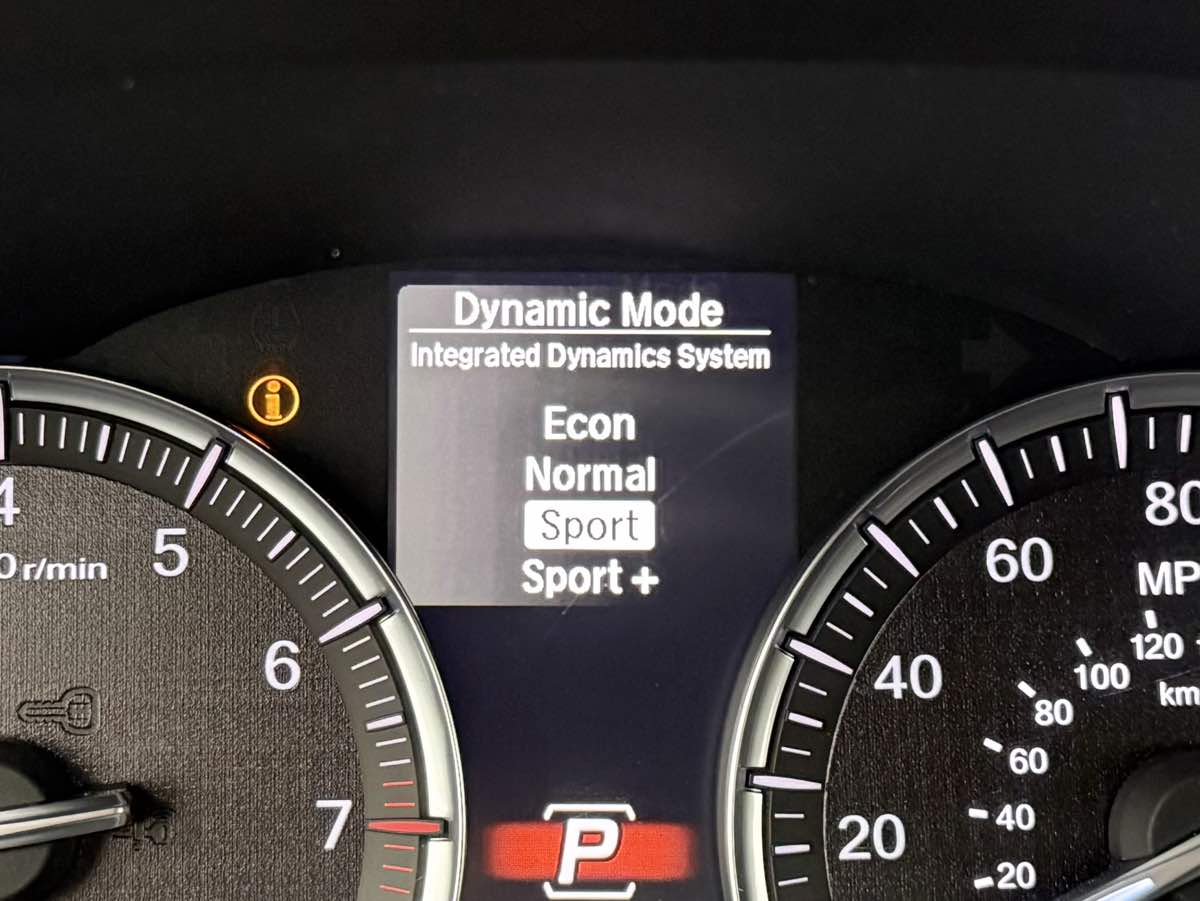 Dynamic Mode
Integrated Dynamics System
Econ
Normal
Sport
Sport +
i
4
5
6
7
r/min
P
80
60
40
20
MP
120
100
80
60
40
20
km